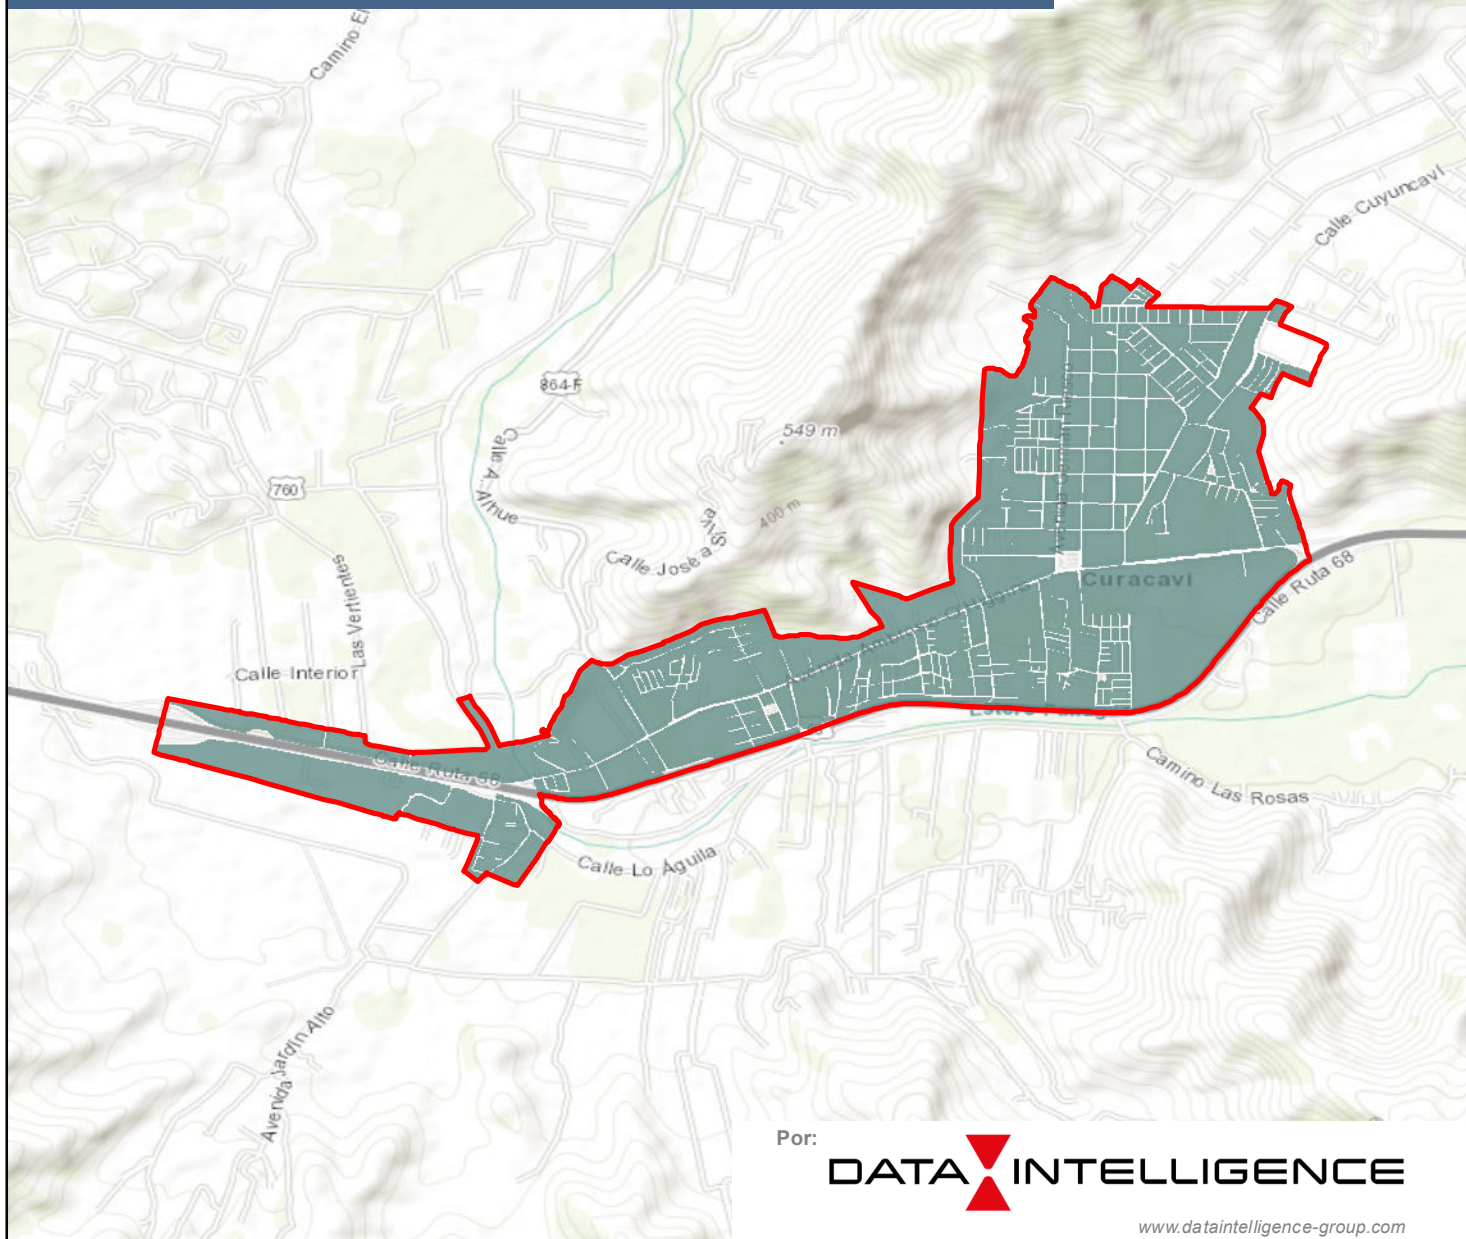 Camino El
Calle Cuyuncaví
864-F
549 m
Calle A. Alhue
760
400 m
Calle José a Silva
Las Vertientes
Calle Interior
Curacaví
Calle Ruta 68
Calle Ruta 68
Camino Las Rosas
Calle Lo Águila
Avenida Jardín Alto
Por:
DATA INTELLIGENCE
www.dataintelligence-group.com